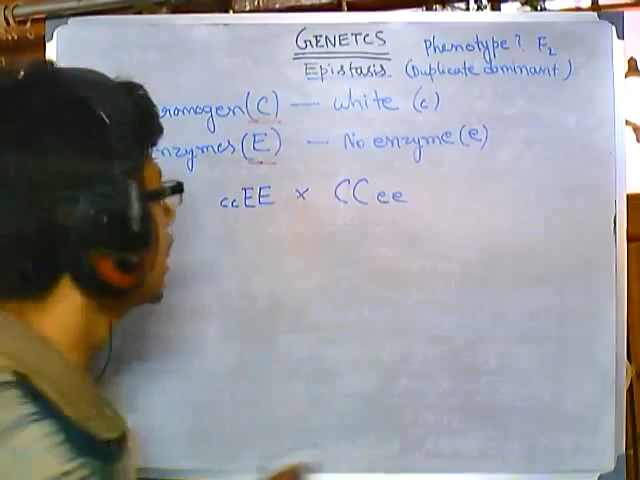 GENETCS phenotype? F2
Epistasis (Duplicate dominant)
romogen (C) — white (c)
nzymes (E) — No enzyme (e)
ccEE × CCee